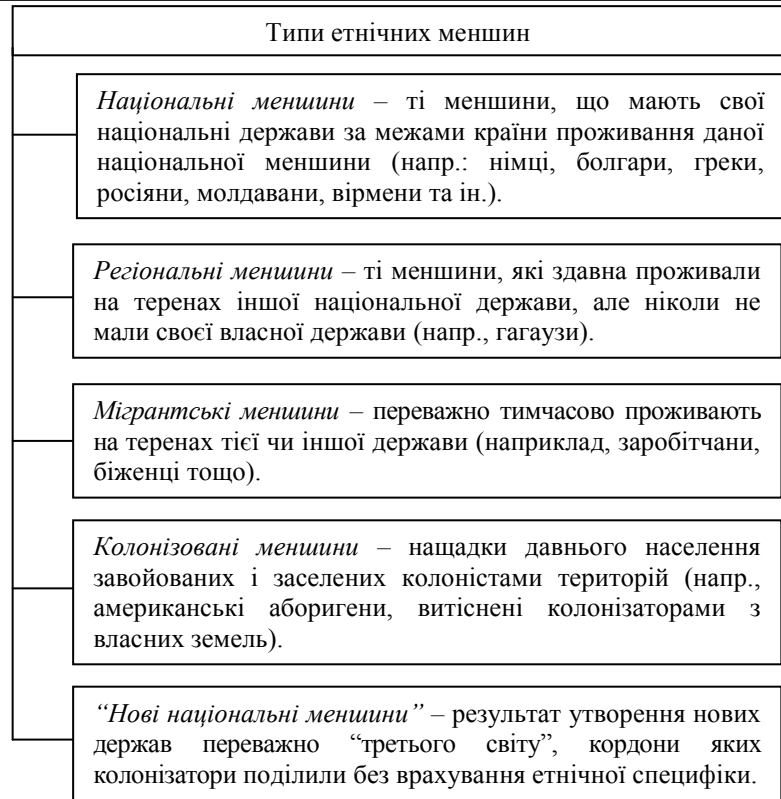 Типи етнічних меншин
Національні меншини – ті меншини, що мають свої
національні держави за межами країни проживання даної
національної меншини (напр.: німці, болгари, греки,
росіяни, молдавани, вірмени та ін.).
Регіональні меншини – ті меншини, які здавна проживали
на теренах іншої національної держави, але ніколи не
мали своєї власної держави (напр., гагаузи).
Мігрантські меншини – переважно тимчасово проживають
на теренах тієї чи іншої держави (наприклад, заробітчани,
біженці тощо).
Колонізовані меншини – нащадки давнього населення
завойованих і заселених колоністами територій (напр.,
американські аборигени, витіснені колонізаторами з
власних земель).
“Нові національні меншини” – результат утворення нових
держав переважно “третього світу”, кордони яких
колонізатори поділили без врахування етнічної специфіки.